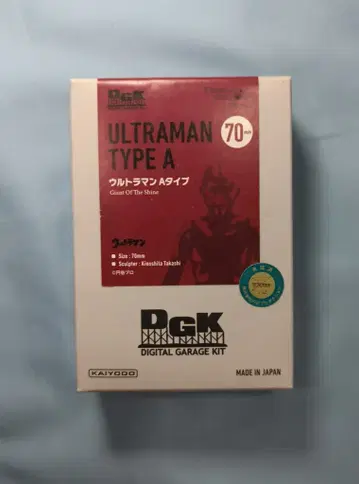 DGK
ULTRAMAN
TYPE A
70mm
ウルトラマン Aタイプ
Giant Of The Shine
ウルトラマン
■ Size : 70mm
■ Sculptor : Kinoshita Takashi
©円谷プロ
DGK
DIGITAL GARAGE KIT
KAIYODO
MADE IN JAPAN